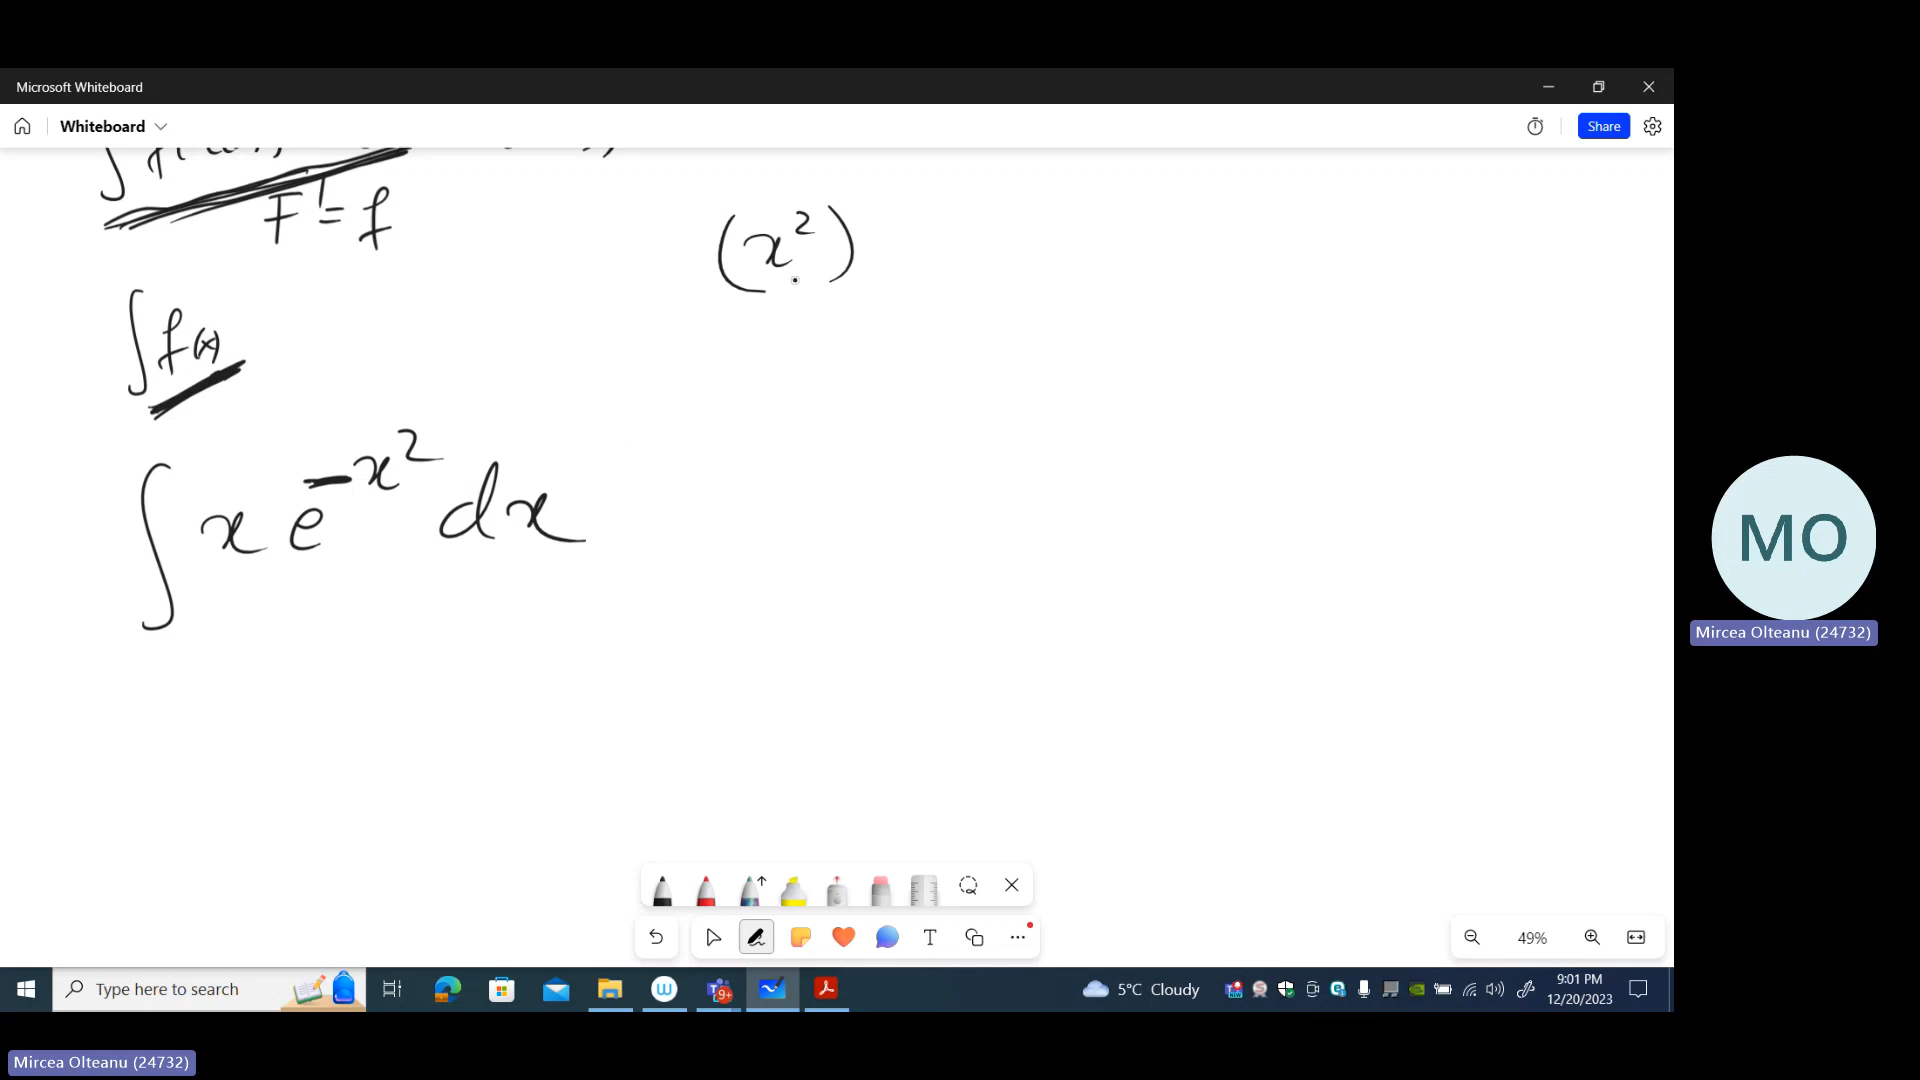 Microsoft Whiteboard
Whiteboard
Share
F' = f
(x²)
∫ f(x)
∫ x e^{-x²} dx
MO
Mircea Olteanu (24732)
49%
Type here to search
9+
5°C Cloudy
9:01 PM
12/20/2023
Mircea Olteanu (24732)